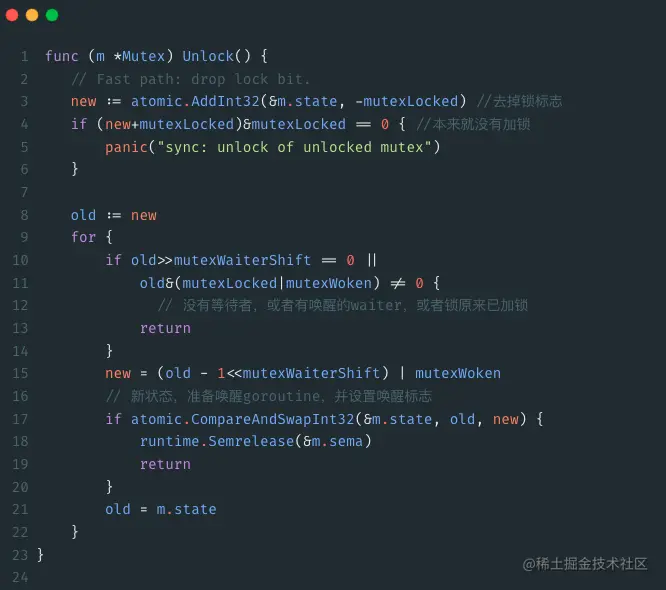 1 func (m *Mutex) Unlock() {
2 // Fast path: drop lock bit.
3 new := atomic.AddInt32(&m.state, -mutexLocked) //去掉锁标志
4 if (new+mutexLocked)&mutexLocked == 0 { //本来就没有加锁
5 panic("sync: unlock of unlocked mutex")
6 }
7
8 old := new
9 for {
10 if old>>mutexWaiterShift == 0 ||
11 old&(mutexLocked|mutexWoken) != 0 {
12 // 没有等待者，或者有唤醒的waiter，或者锁原来已加锁
13 return
14 }
15 new = (old - 1<<mutexWaiterShift) | mutexWoken
16 // 新状态，准备唤醒goroutine，并设置唤醒标志
17 if atomic.CompareAndSwapInt32(&m.state, old, new) {
18 runtime.Semrelease(&m.sema)
19 return
20 }
21 old = m.state
22 }
23 }
24
@稀土掘金技术社区